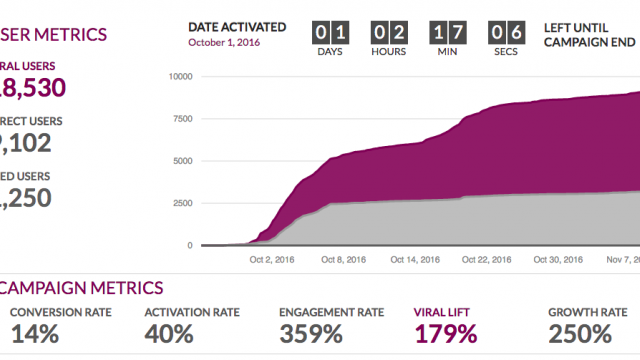 SER METRICS
RAL USERS
8,530
RECT USERS
,102
ED USERS
,250
DATE ACTIVATED
October 1, 2016
01 02 17 06
DAYS HOURS MIN SECS
LEFT UNTIL
CAMPAIGN END
10000
7500
5000
2500
0
Oct 2, 2016 Oct 8, 2016 Oct 14, 2016 Oct 22, 2016 Oct 30, 2016 Nov 7, 2
CAMPAIGN METRICS
CONVERSION RATE ACTIVATION RATE ENGAGEMENT RATE VIRAL LIFT GROWTH RATE
14% 40% 359% 179% 250%